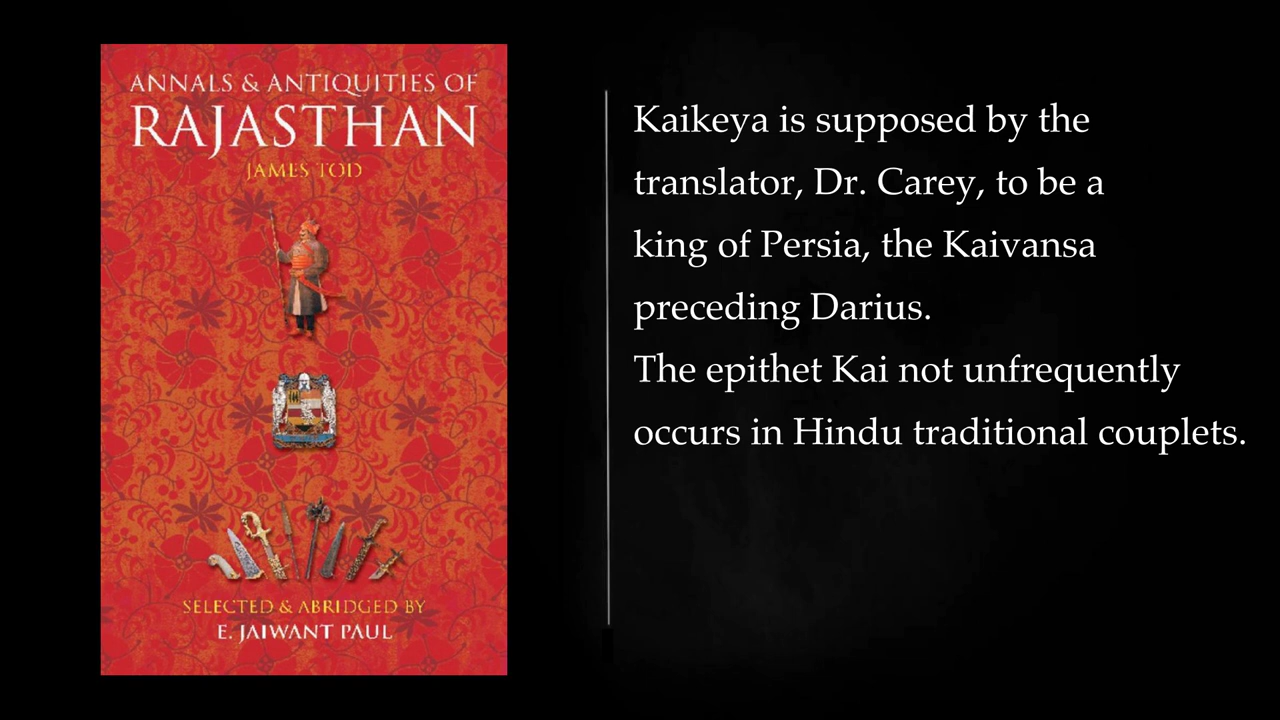 ANNALS & ANTIQUITIES OF
RAJASTHAN
JAMES TOD
SELECTED & ABRIDGED BY
E. JAIWANT PAUL
Kaikeya is supposed by the
translator, Dr. Carey, to be a
king of Persia, the Kaivansa
preceding Darius.
The epithet Kai not unfrequently
occurs in Hindu traditional couplets.